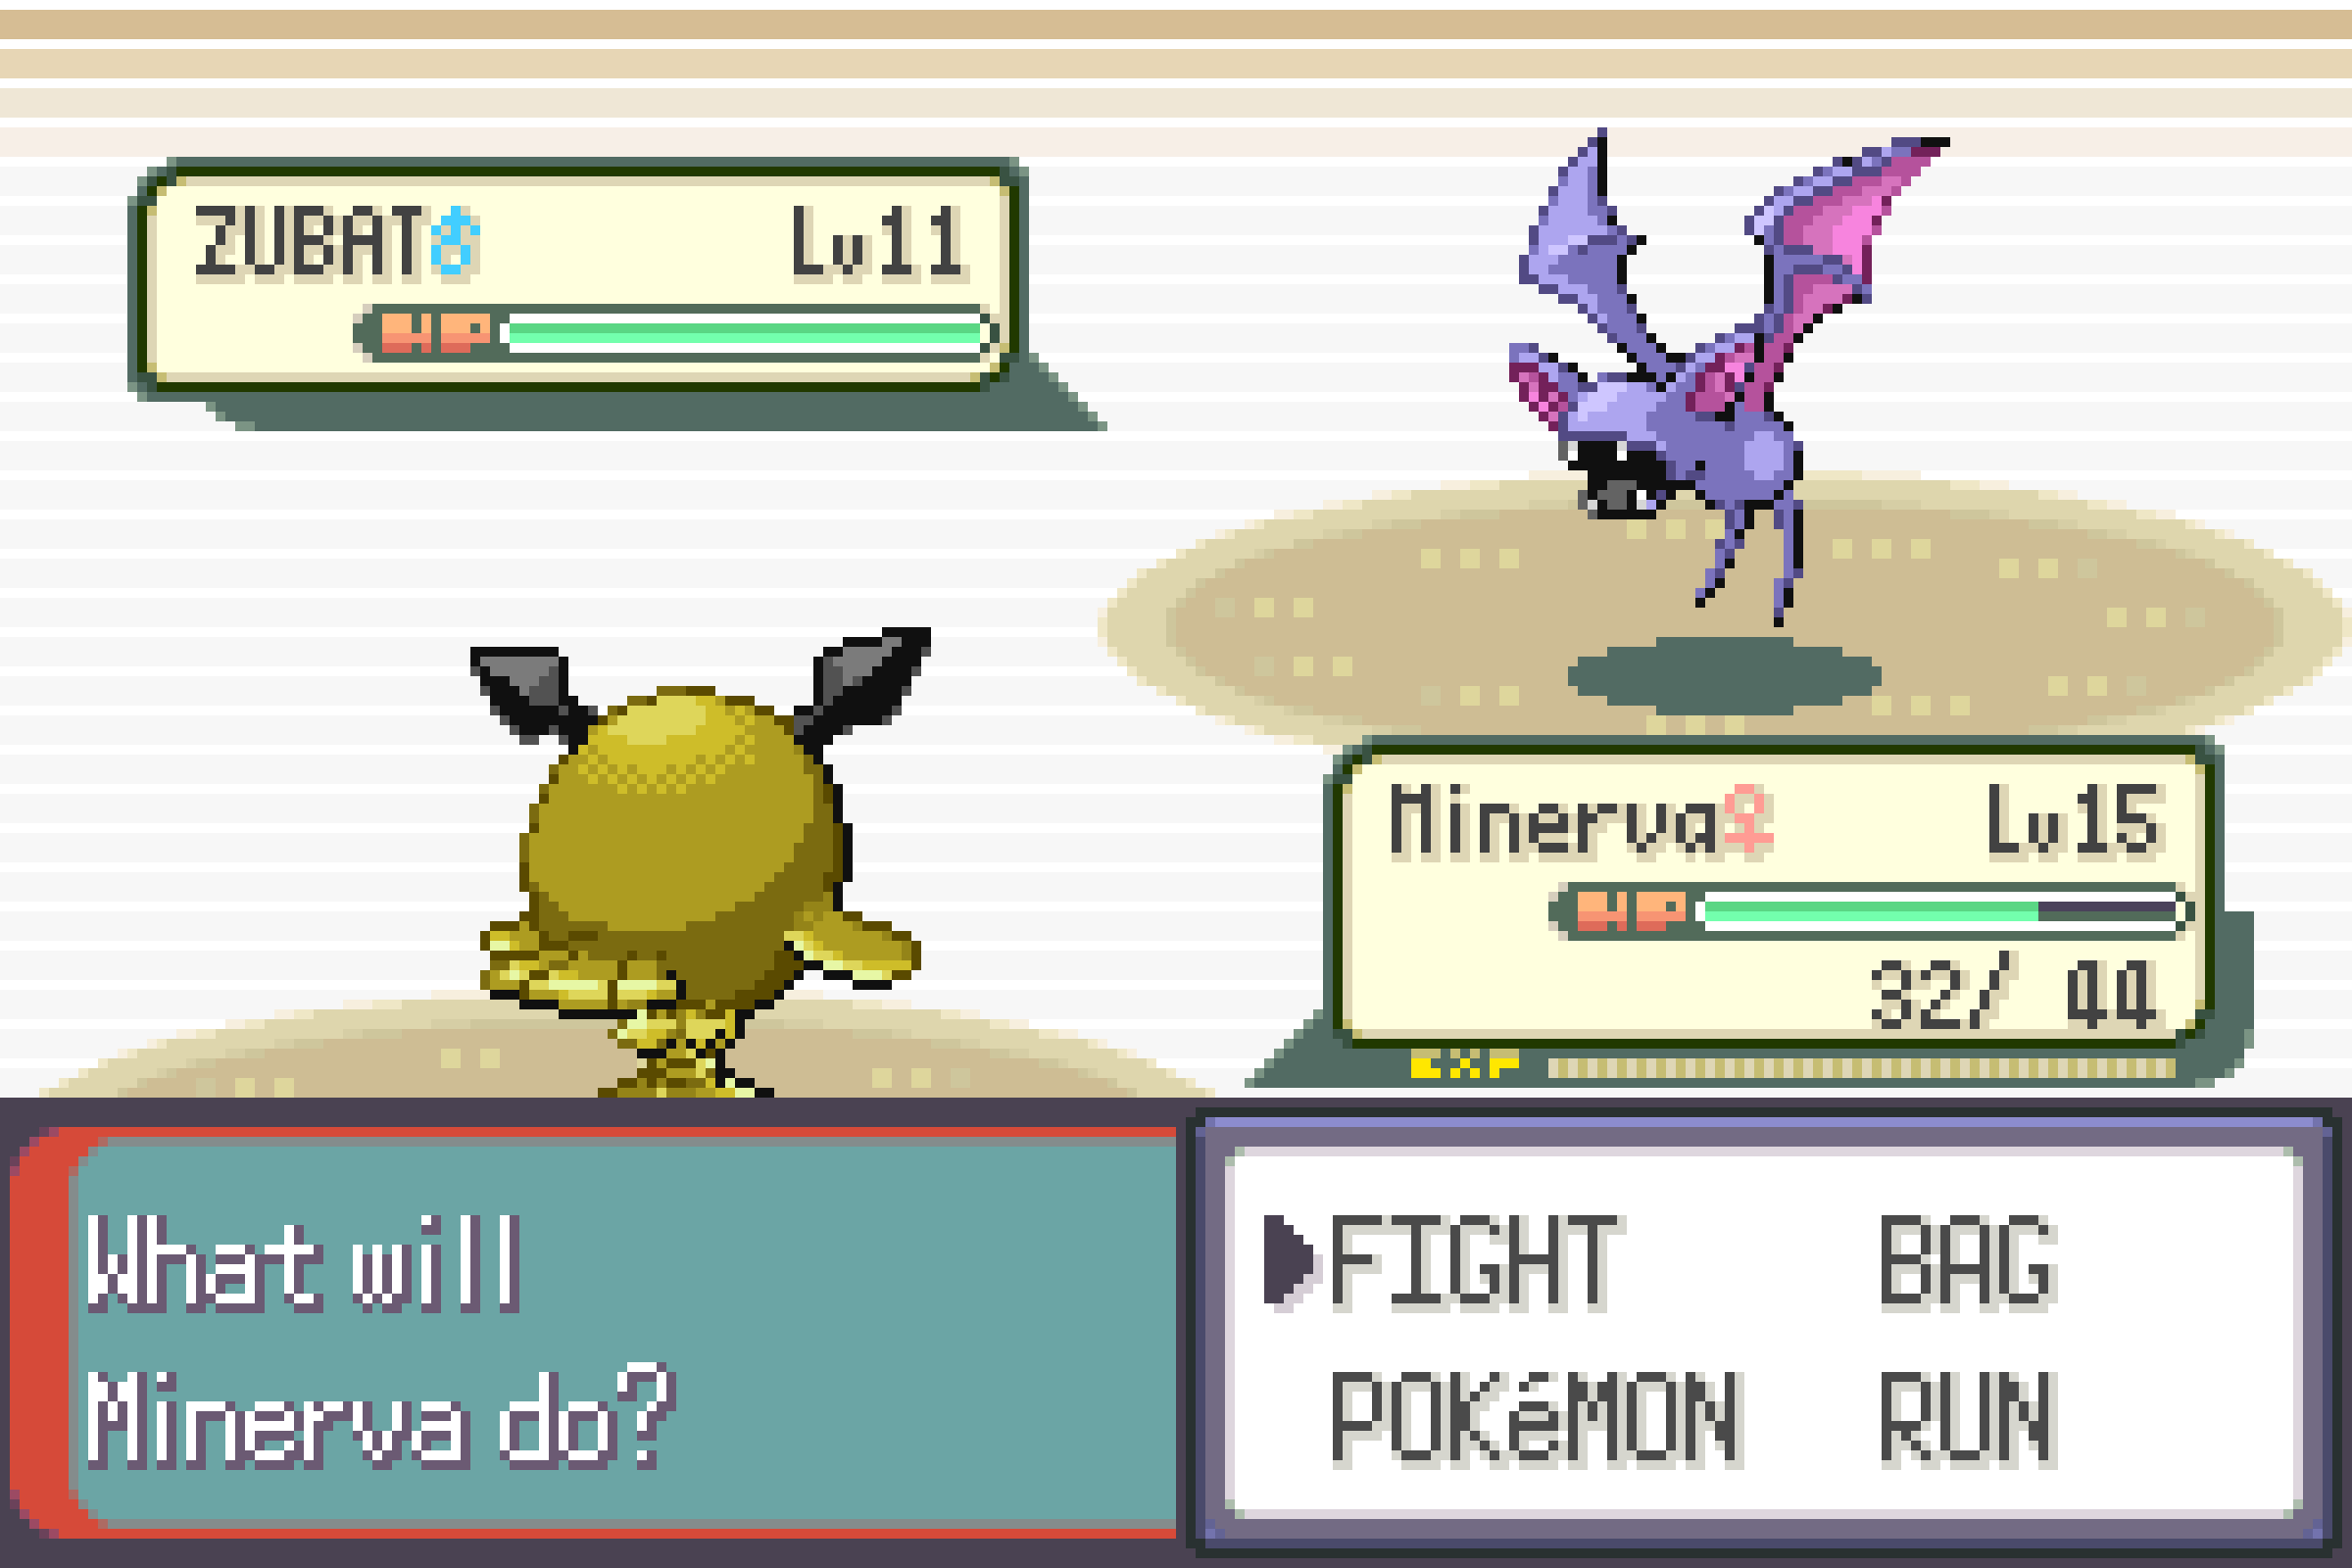 ZUBAT♂ Lv11
HP
Minerva♀ Lv15
HP
32/ 44
EXP
What will
Minerva do?
▶FIGHT BAG
POKéMON RUN